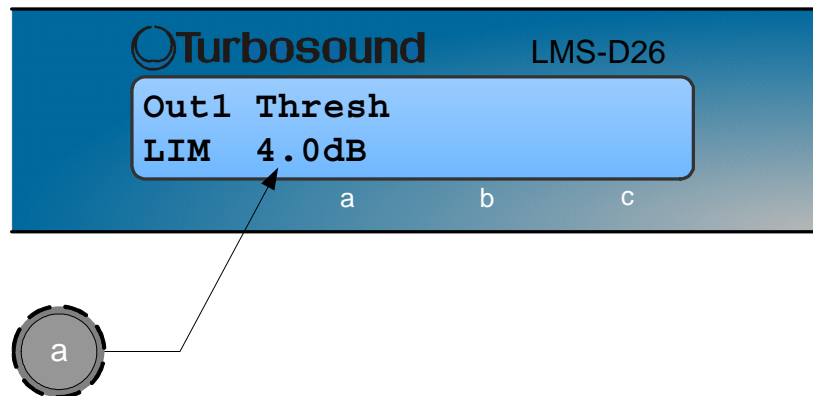 Turbosound LMS-D26
Out1 Thresh
LIM 4.0dB
a b c
a